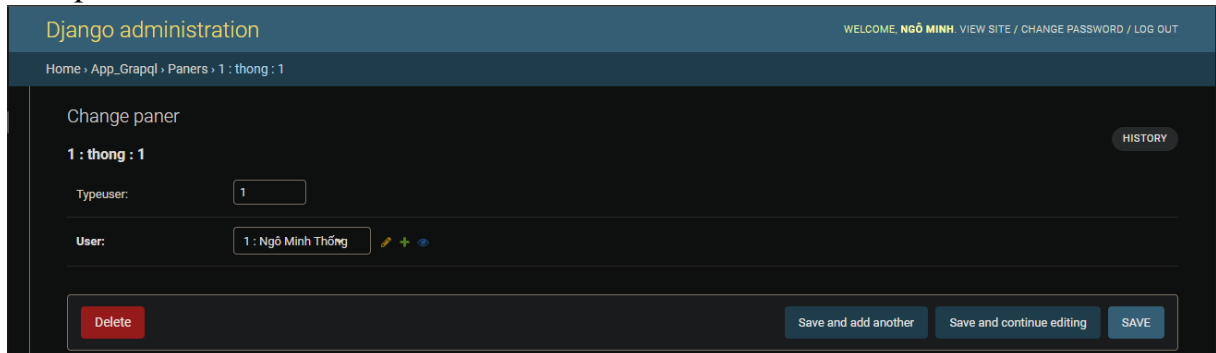 Django administration
WELCOME, NGÔ MINH. VIEW SITE / CHANGE PASSWORD / LOG OUT
Home › App_Grapql › Paners › 1 : thong : 1
Change paner
HISTORY
1 : thong : 1
Typeuser: 1
User: 1 : Ngô Minh Thống
Delete Save and add another Save and continue editing SAVE